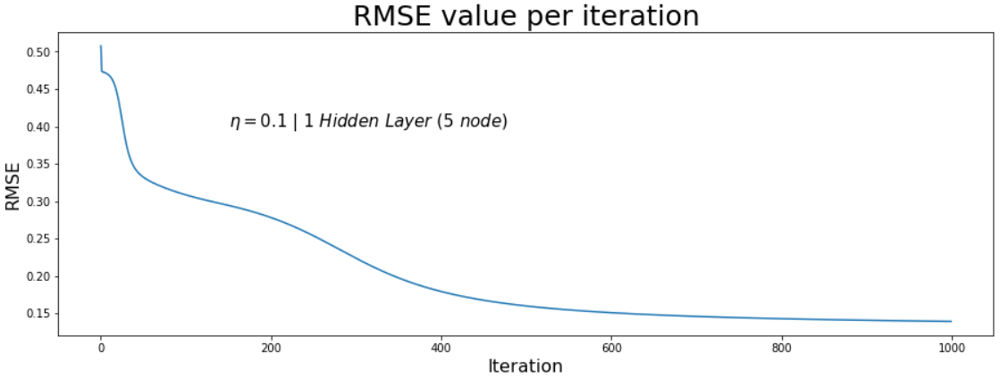 RMSE value per iteration
RMSE
0.50
0.45
0.40
0.35
0.30
0.25
0.20
0.15
η = 0.1 | 1 Hidden Layer (5 node)
0 200 400 600 800 1000
Iteration